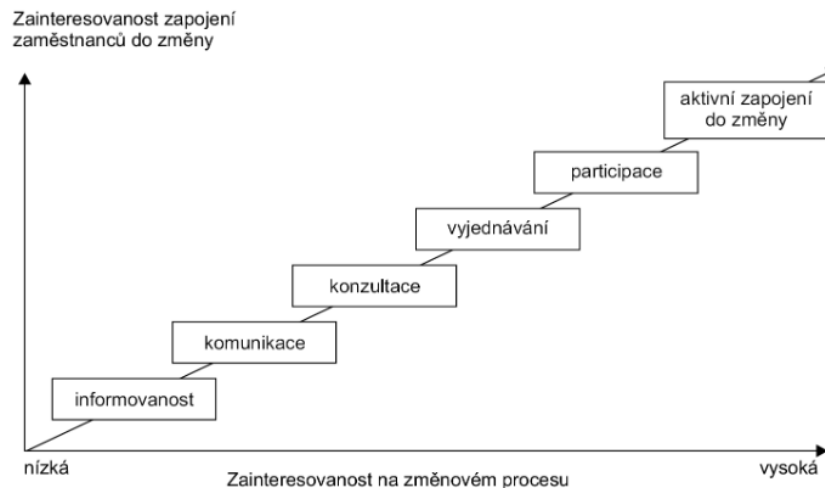 Zainteresovanost zapojení
zaměstnanců do změny
aktivní zapojení
do změny
participace
vyjednávání
konzultace
komunikace
informovanost
nízká
vysoká
Zainteresovanost na změnovém procesu